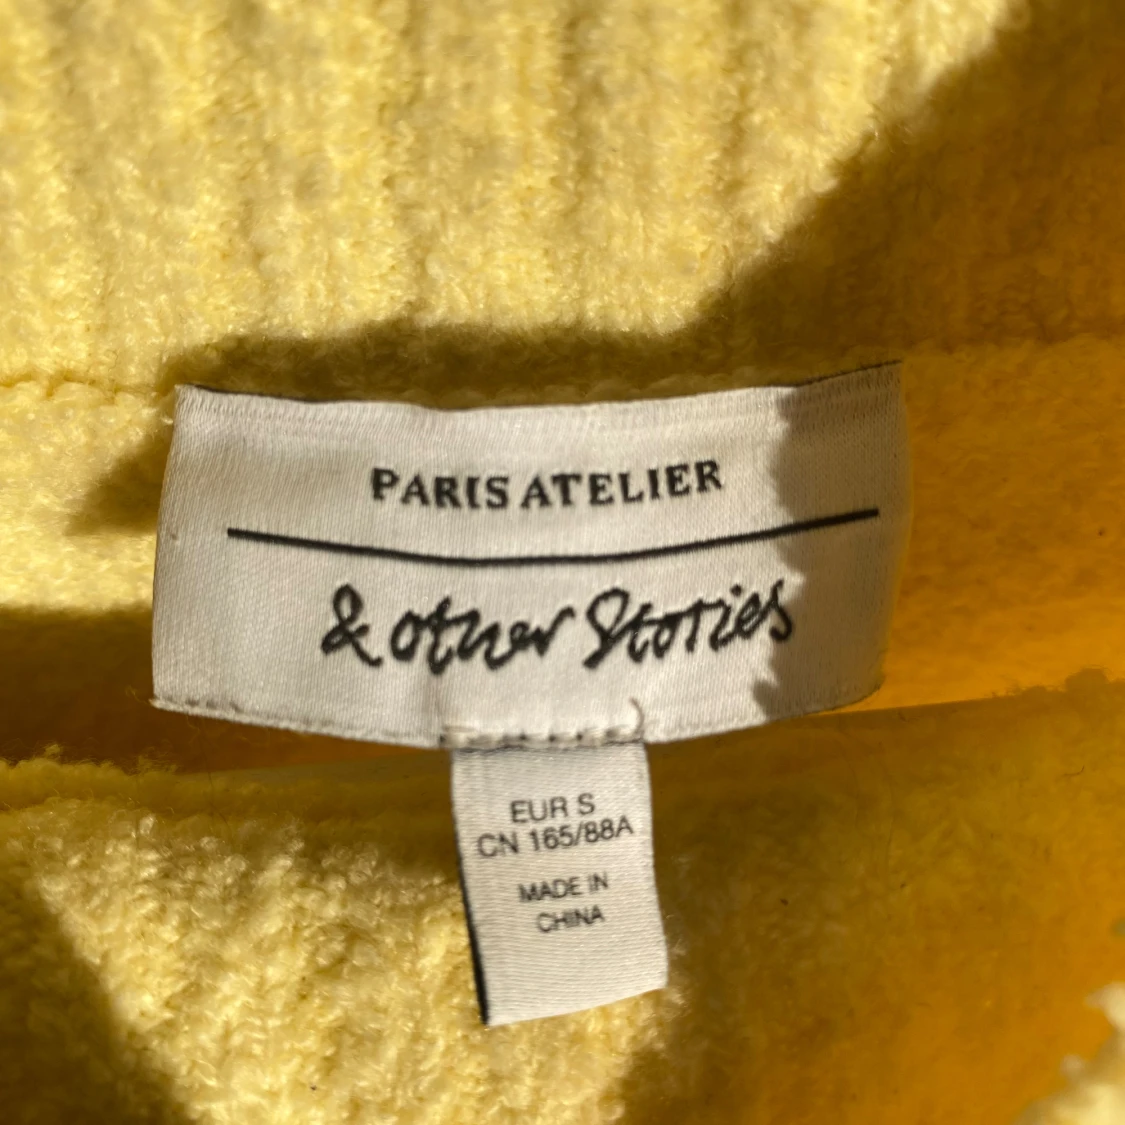 PARIS ATELIER
& other Stories
EUR S
CN 165/88A
MADE IN
CHINA